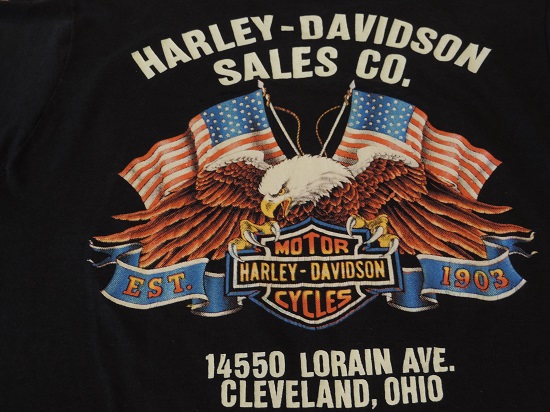 HARLEY-DAVIDSON
SALES CO.
MOTOR
HARLEY-DAVIDSON
CYCLES
EST. 1903
14550 LORAIN AVE.
CLEVELAND, OHIO